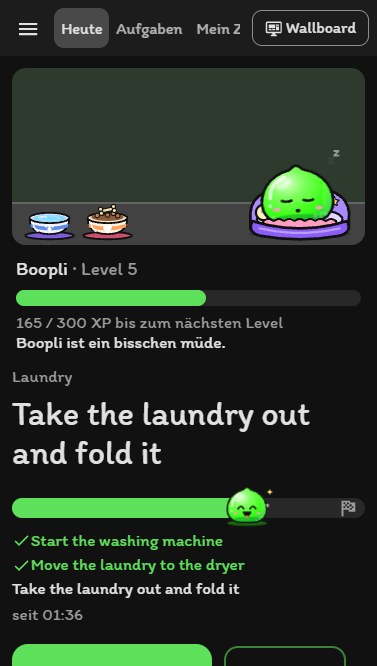 Heute Aufgaben Mein Z Wallboard
z
Boopli · Level 5
165 / 300 XP bis zum nächsten Level
Boopli ist ein bisschen müde.
Laundry
Take the laundry out
and fold it
Start the washing machine
Move the laundry to the dryer
Take the laundry out and fold it
seit 01:36